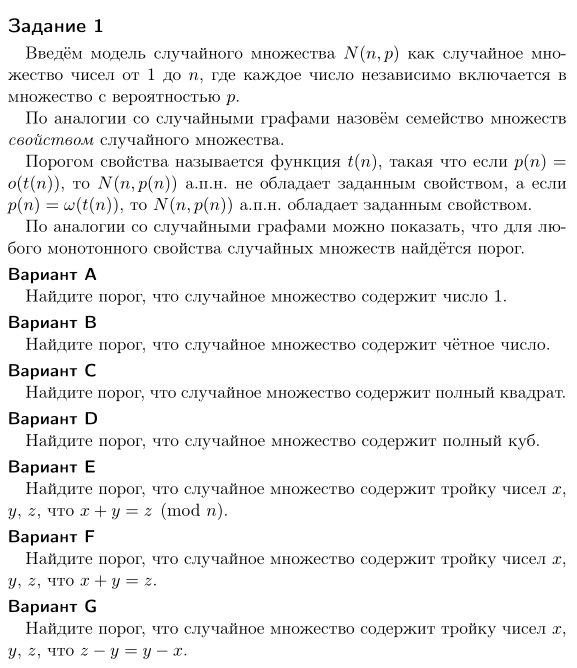 Задание 1
Введём модель случайного множества N(n, p) как случайное мно-
жество чисел от 1 до n, где каждое число независимо включается в
множество с вероятностью p.
По аналогии со случайными графами назовём семейство множеств
свойством случайного множества.
Порогом свойства называется функция t(n), такая что если p(n) =
o(t(n)), то N(n, p(n)) а.п.н. не обладает заданным свойством, а если
p(n) = ω(t(n)), то N(n, p(n)) а.п.н. обладает заданным свойством.
По аналогии со случайными графами можно показать, что для лю-
бого монотонного свойства случайных множеств найдётся порог.
Вариант A
Найдите порог, что случайное множество содержит число 1.
Вариант B
Найдите порог, что случайное множество содержит чётное число.
Вариант C
Найдите порог, что случайное множество содержит полный квадрат.
Вариант D
Найдите порог, что случайное множество содержит полный куб.
Вариант E
Найдите порог, что случайное множество содержит тройку чисел x,
y, z, что x + y = z (mod n).
Вариант F
Найдите порог, что случайное множество содержит тройку чисел x,
y, z, что x + y = z.
Вариант G
Найдите порог, что случайное множество содержит тройку чисел x,
y, z, что z − y = y − x.